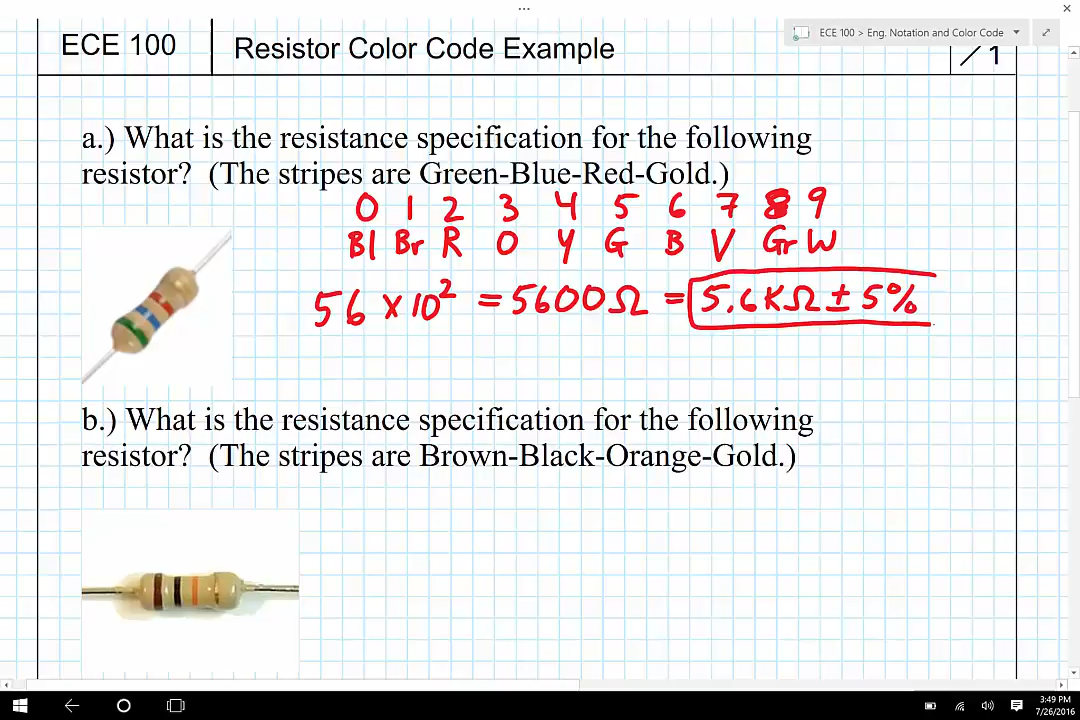 ECE 100
Resistor Color Code Example
ECE 100 > Eng. Notation and Color Code
/1
a.) What is the resistance specification for the following
resistor? (The stripes are Green-Blue-Red-Gold.)
0 1 2 3 4 5 6 7 8 9
Bl Br R O Y G B V Gr W
56 × 10² = 5600Ω = 5.6KΩ ± 5%
b.) What is the resistance specification for the following
resistor? (The stripes are Brown-Black-Orange-Gold.)
3:49 PM
7/26/2016